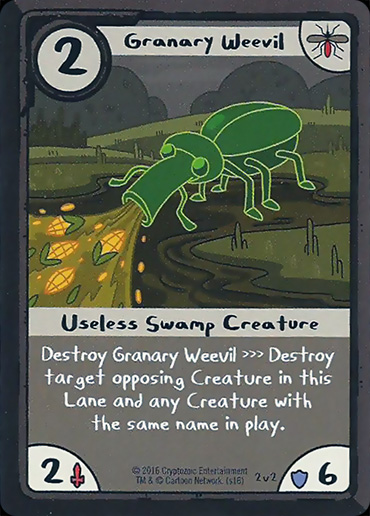 2
Granary Weevil
Useless Swamp Creature
Destroy Granary Weevil >>> Destroy
target opposing Creature in this
Lane and any Creature with
the same name in play.
2
© 2016 Cryptozoic Entertainment
TM & © Cartoon Network. (s16)
2v2
6